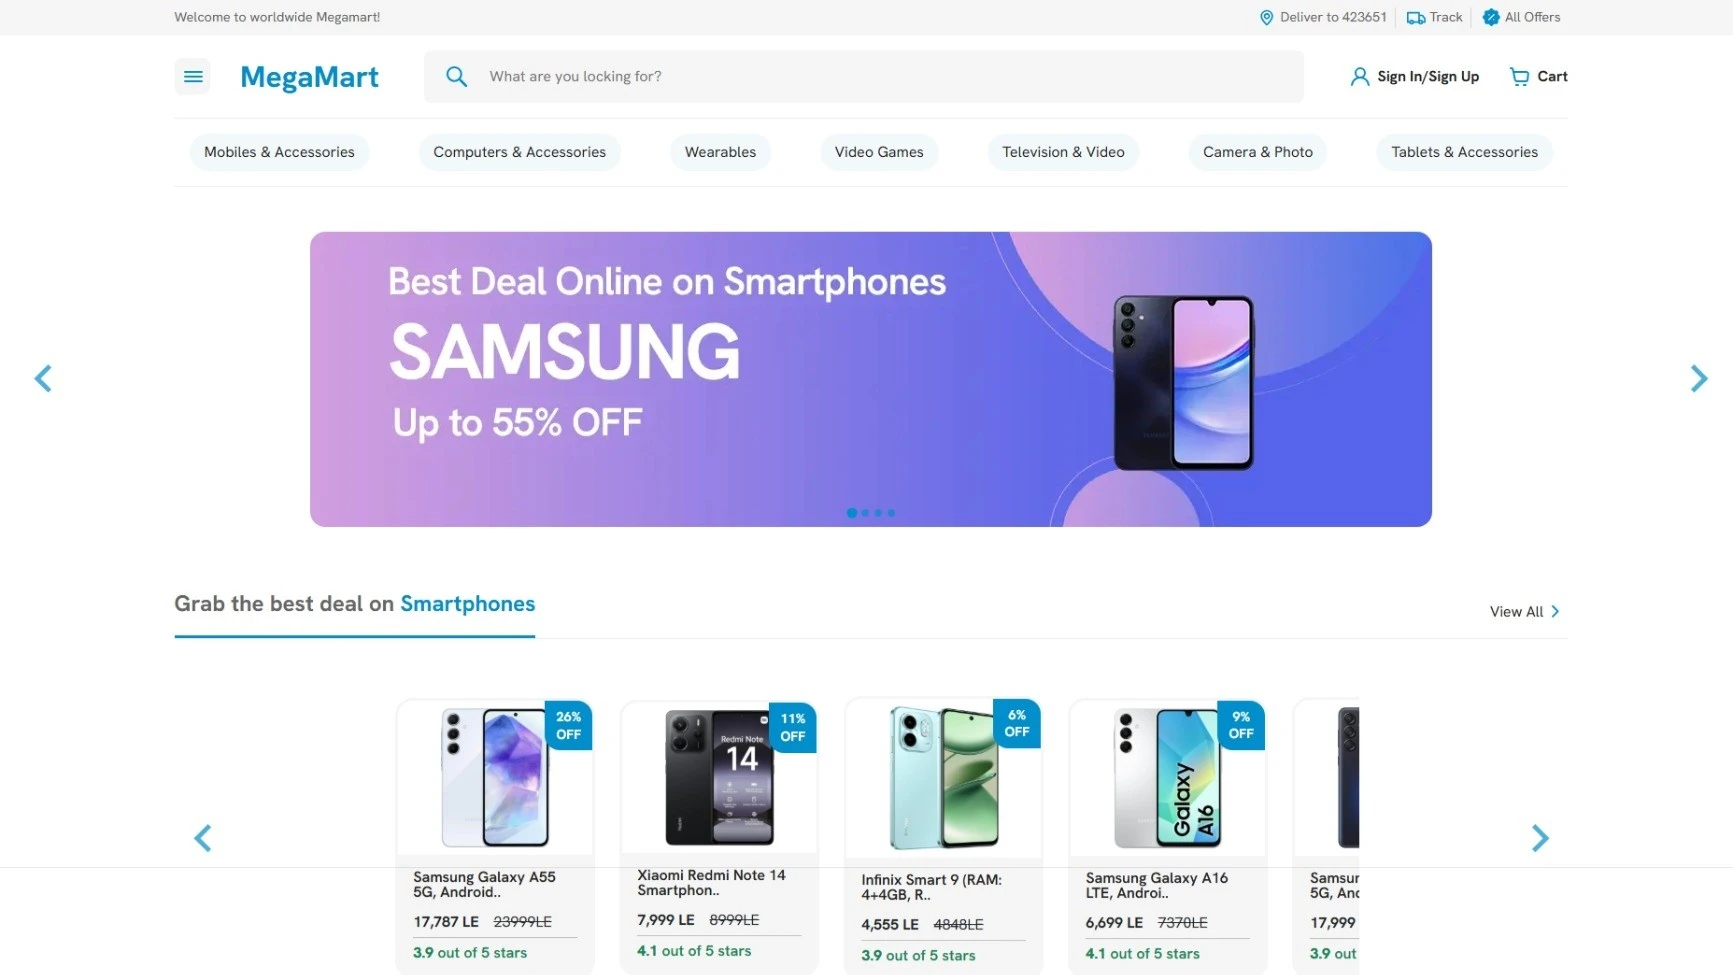 Welcome to worldwide Megamart!
Deliver to 423651
Track
All Offers
MegaMart
What are you locking for?
Sign In/Sign Up
Cart
Mobiles & Accessories
Computers & Accessories
Wearables
Video Games
Television & Video
Camera & Photo
Tablets & Accessories
Best Deal Online on Smartphones
SAMSUNG
Up to 55% OFF
Grab the best deal on Smartphones
View All
26%
OFF
Samsung Galaxy A55
5G, Android..
17,787 LE 23999LE
3.9 out of 5 stars
Redmi Note
14
11%
OFF
Xiaomi Redmi Note 14
Smartphon..
7,999 LE 8999LE
4.1 out of 5 stars
6%
OFF
Infinix Smart 9 (RAM:
4+4GB, R..
4,555 LE 4848LE
3.9 out of 5 stars
Galaxy
A16
9%
OFF
Samsung Galaxy A16
LTE, Androi..
6,699 LE 7370LE
4.1 out of 5 stars
Samsu
5G, And
17,999
3.9 out